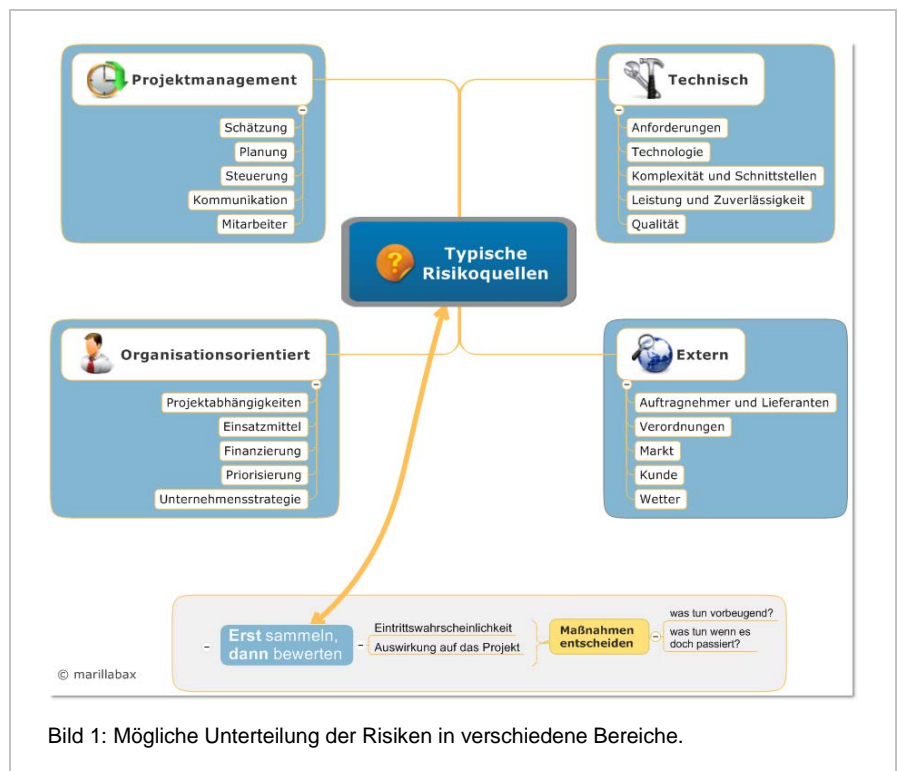 Projektmanagement
Schätzung
Planung
Steuerung
Kommunikation
Mitarbeiter
Technisch
Anforderungen
Technologie
Komplexität und Schnittstellen
Leistung und Zuverlässigkeit
Qualität
Typische
Risikoquellen
Organisationsorientiert
Projektabhängigkeiten
Einsatzmittel
Finanzierung
Priorisierung
Unternehmensstrategie
Extern
Auftragnehmer und Lieferanten
Verordnungen
Markt
Kunde
Wetter
Erst sammeln,
dann bewerten
Eintrittswahrscheinlichkeit
Auswirkung auf das Projekt
Maßnahmen
entscheiden
was tun vorbeugend?
was tun wenn es
doch passiert?
© marillabax
Bild 1: Mögliche Unterteilung der Risiken in verschiedene Bereiche.